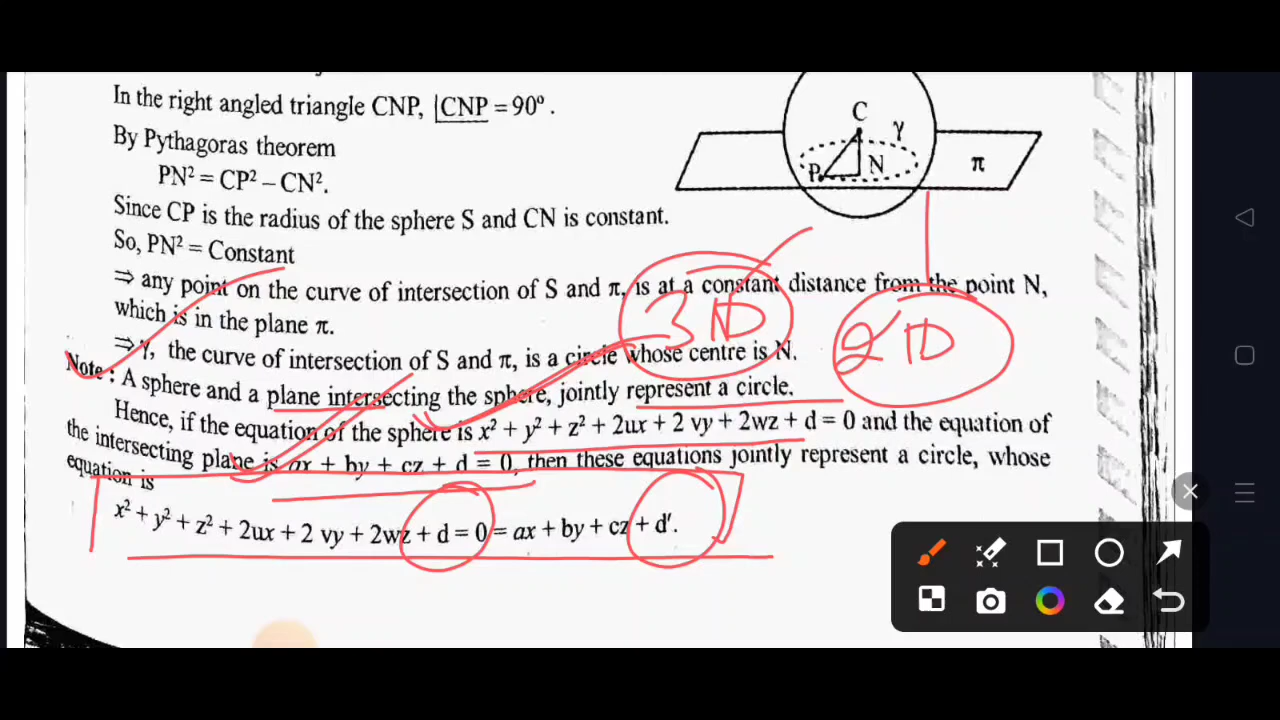 In the right angled triangle CNP, ∠CNP = 90º.
By Pythagoras theorem
PN² = CP² – CN².
Since CP is the radius of the sphere S and CN is constant.
So, PN² = Constant
⇒ any point on the curve of intersection of S and π, is at a constant distance from the point N,
which is in the plane π.
⇒ γ, the curve of intersection of S and π, is a circle whose centre is N.
Note : A sphere and a plane intersecting the sphere, jointly represent a circle.
Hence, if the equation of the sphere is x² + y² + z² + 2ux + 2 vy + 2wz + d = 0 and the equation of
the intersecting plane is ax + by + cz + d = 0, then these equations jointly represent a circle, whose
equation is
x² + y² + z² + 2ux + 2 vy + 2wz + d = 0 = ax + by + cz + d′.
C
γ
P
N
π
3D
2D